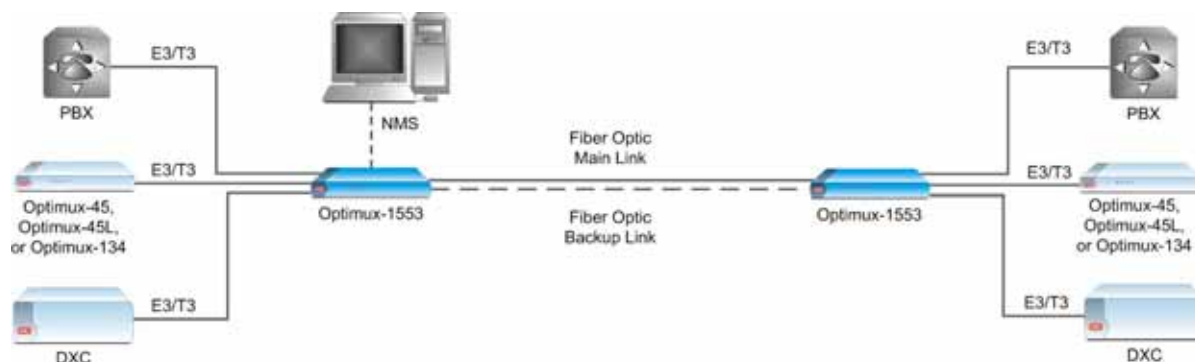 E3/T3
PBX
NMS
E3/T3
PBX
Fiber Optic
Main Link
E3/T3
Optimux-45,
Optimux-45L,
or Optimux-134
Optimux-1553
Fiber Optic
Backup Link
Optimux-1553
E3/T3
Optimux-45,
Optimux-45L,
or Optimux-134
E3/T3
DXC
E3/T3
DXC